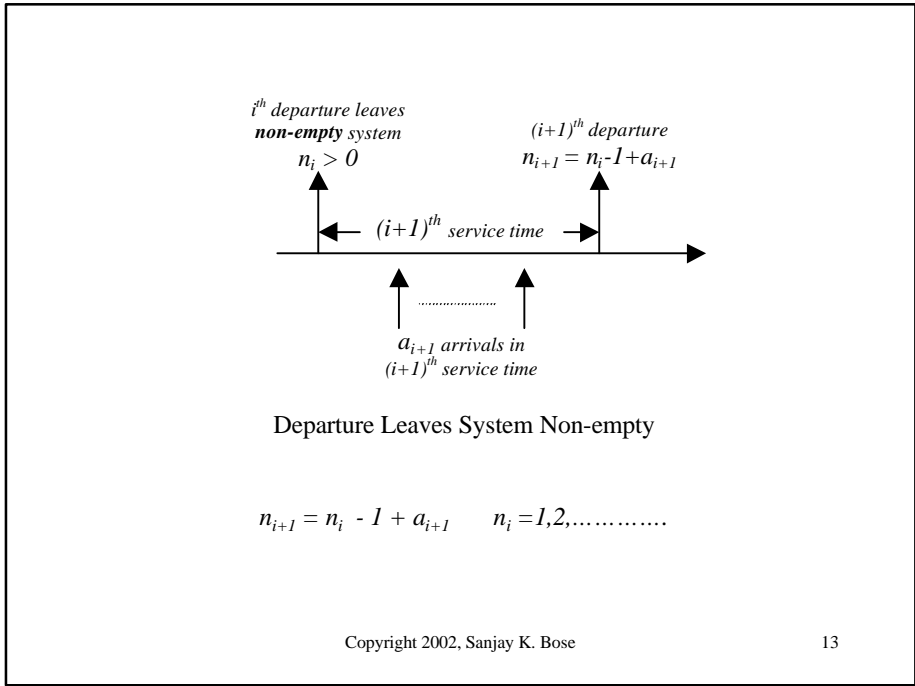 i^th departure leaves
non-empty system
n_i > 0
(i+1)^th departure
n_{i+1} = n_i-1+a_{i+1}
(i+1)^th service time
.......................
a_{i+1} arrivals in
(i+1)^th service time
Departure Leaves System Non-empty
n_{i+1} = n_i - 1 + a_{i+1} n_i =1,2,………….
Copyright 2002, Sanjay K. Bose 13